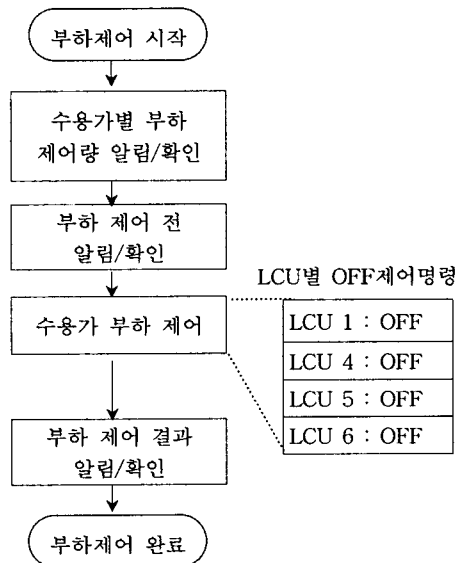 부하제어 시작
수용가별 부하
제어량 알림/확인
부하 제어 전
알림/확인
수용가 부하 제어
부하 제어 결과
알림/확인
부하제어 완료
LCU별 OFF제어명령
LCU 1 : OFF
LCU 4 : OFF
LCU 5 : OFF
LCU 6 : OFF